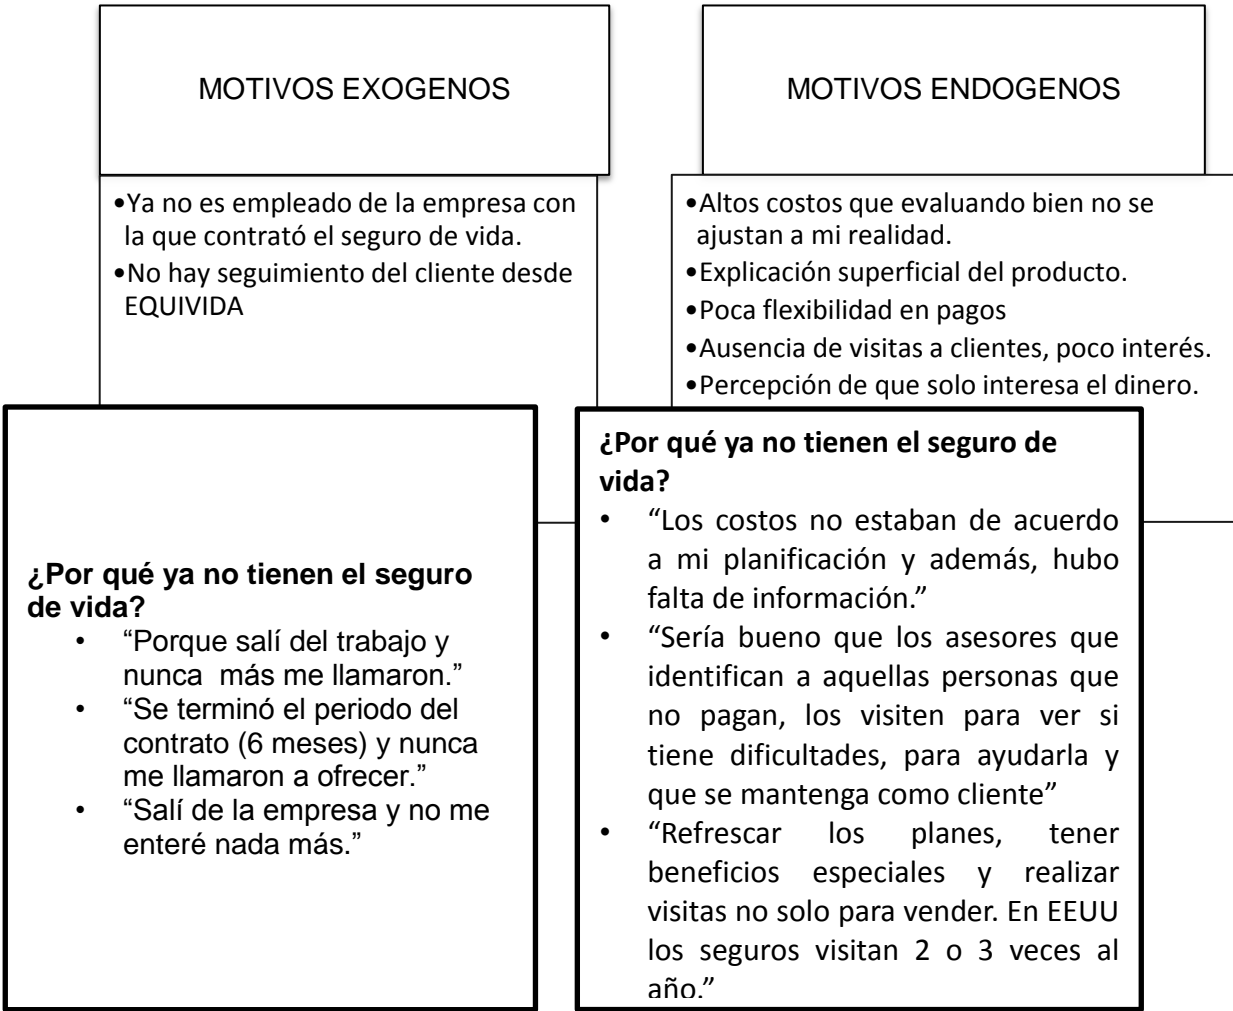 MOTIVOS EXOGENOS
•Ya no es empleado de la empresa con
la que contrató el seguro de vida.
•No hay seguimiento del cliente desde
EQUIVIDA
MOTIVOS ENDOGENOS
•Altos costos que evaluando bien no se
ajustan a mi realidad.
•Explicación superficial del producto.
•Poca flexibilidad en pagos
•Ausencia de visitas a clientes, poco interés.
•Percepción de que solo interesa el dinero.
¿Por qué ya no tienen el seguro
de vida?
• “Porque salí del trabajo y
nunca más me llamaron.”
• “Se terminó el periodo del
contrato (6 meses) y nunca
me llamaron a ofrecer.”
• “Salí de la empresa y no me
enteré nada más.”
¿Por qué ya no tienen el seguro de
vida?
• “Los costos no estaban de acuerdo
a mi planificación y además, hubo
falta de información.”
• “Sería bueno que los asesores que
identifican a aquellas personas que
no pagan, los visiten para ver si
tiene dificultades, para ayudarla y
que se mantenga como cliente”
• “Refrescar los planes, tener
beneficios especiales y realizar
visitas no solo para vender. En EEUU
los seguros visitan 2 o 3 veces al
año.”